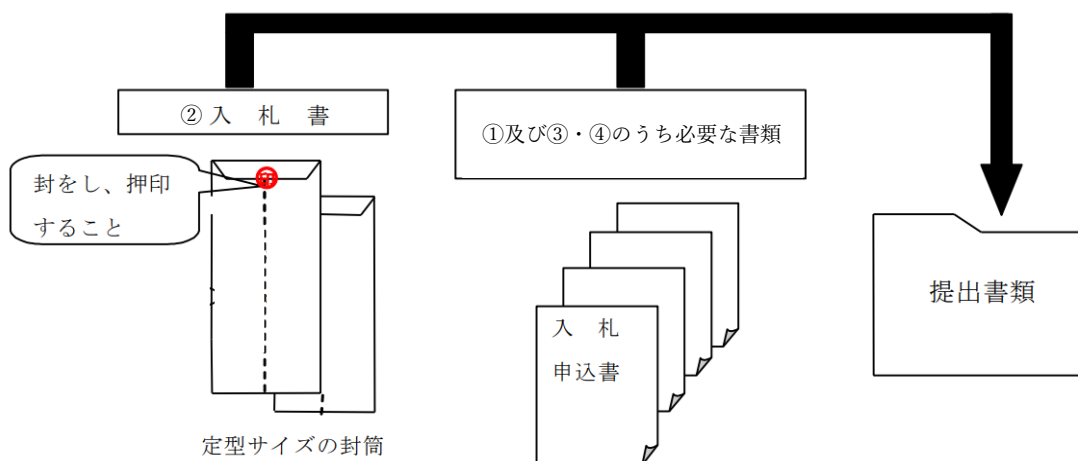 ②入　札　書
①及び③・④のうち必要な書類
封をし、押印
すること
印
入　札
申込書
提出書類
定型サイズの封筒